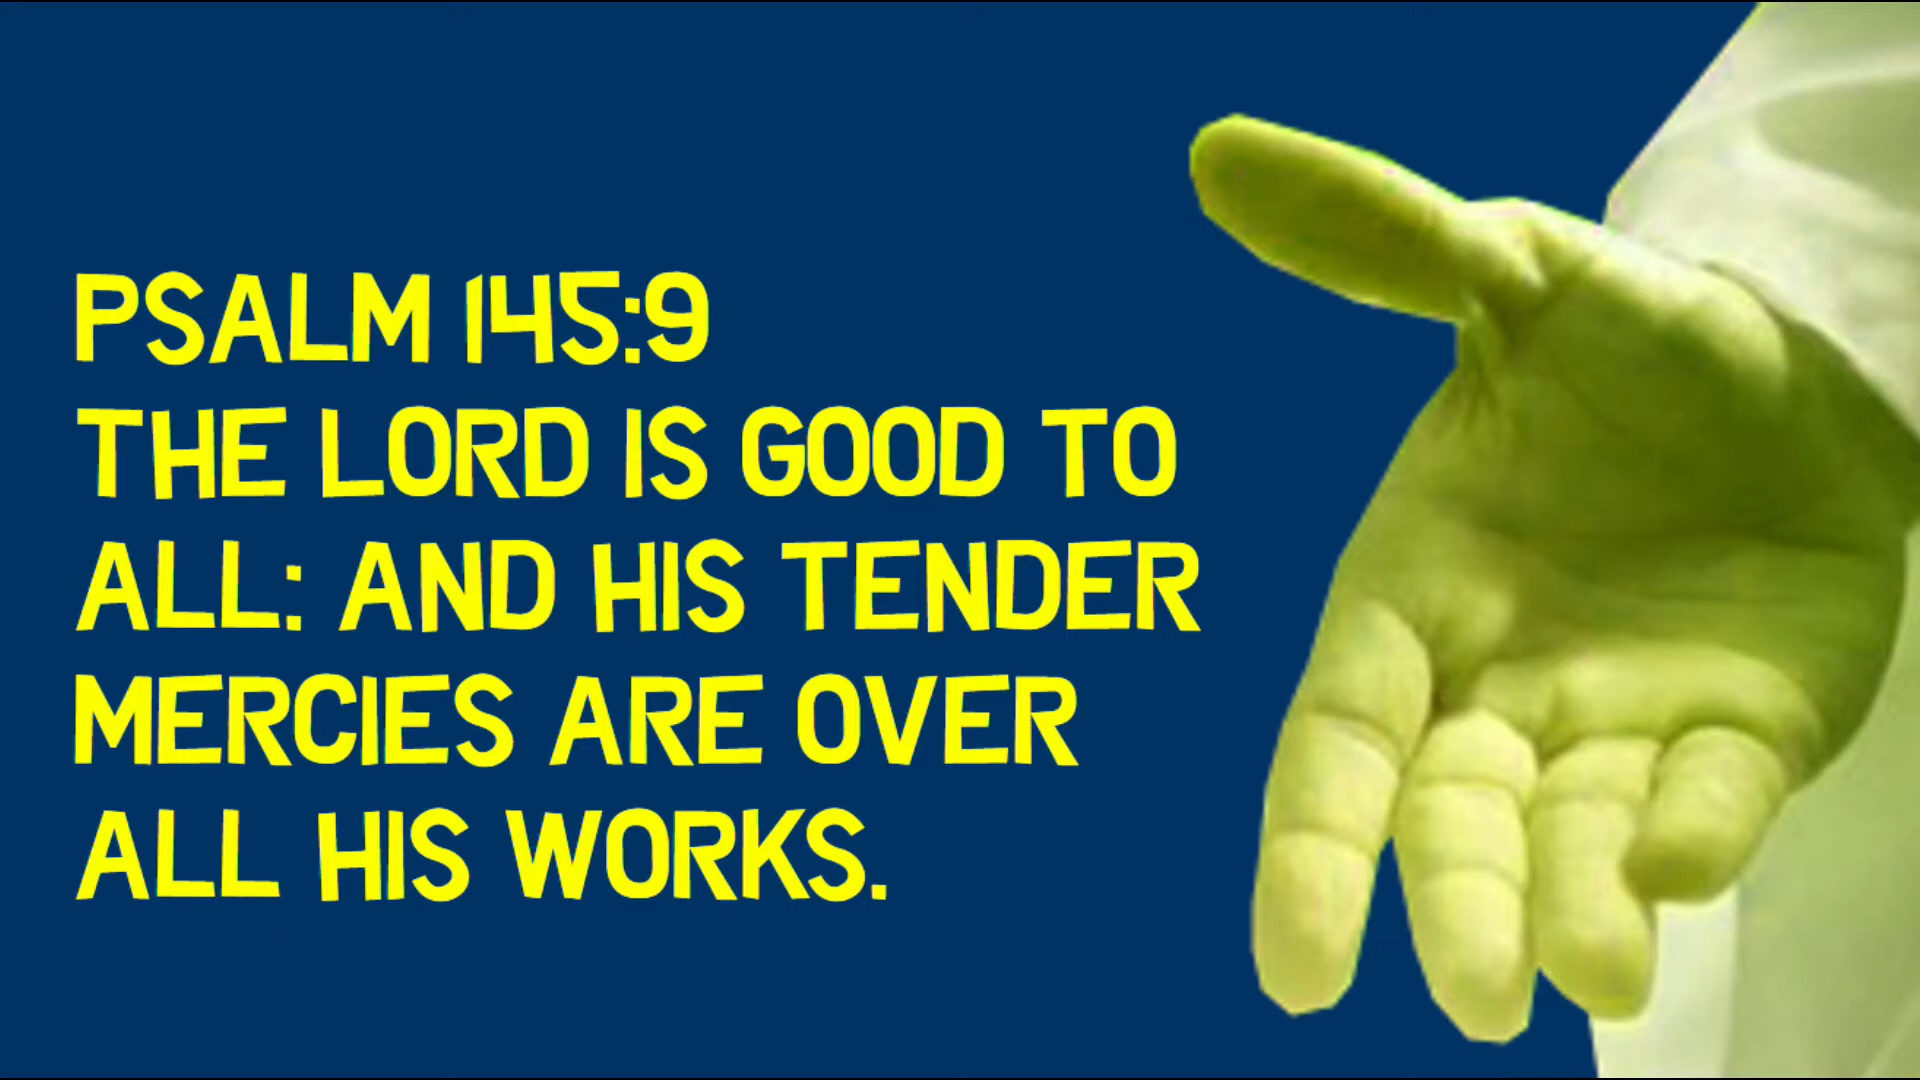 PSALM 145:9
THE LORD IS GOOD TO
ALL: AND HIS TENDER
MERCIES ARE OVER
ALL HIS WORKS.